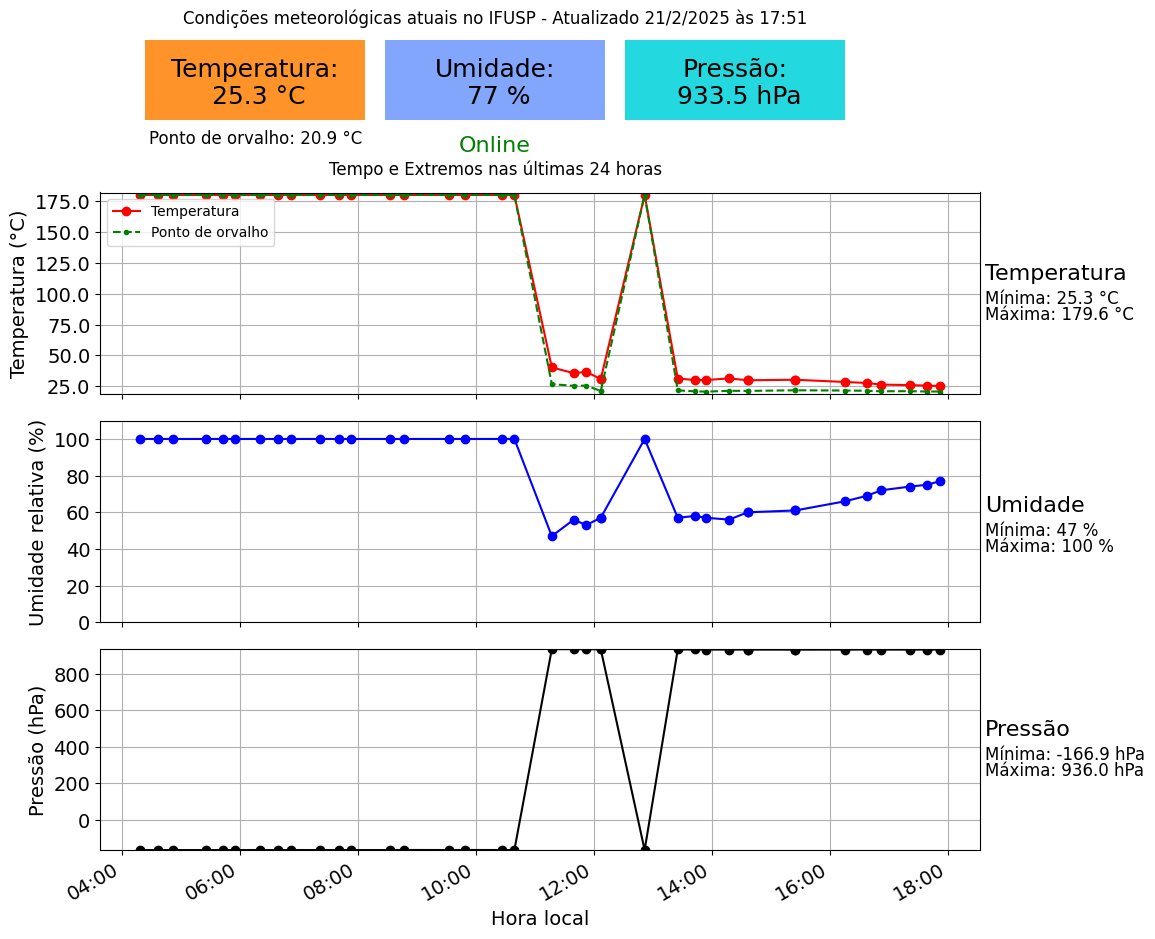 Condições meteorológicas atuais no IFUSP - Atualizado 21/2/2025 às 17:51
Temperatura:
25.3 °C
Umidade:
77 %
Pressão:
933.5 hPa
Ponto de orvalho: 20.9 °C
Online
Tempo e Extremos nas últimas 24 horas
Temperatura (°C)
175.0
150.0
125.0
100.0
75.0
50.0
25.0
Temperatura
Ponto de orvalho
Temperatura
Mínima: 25.3 °C
Máxima: 179.6 °C
Umidade relativa (%)
100
80
60
40
20
0
Umidade
Mínima: 47 %
Máxima: 100 %
Pressão (hPa)
800
600
400
200
0
Pressão
Mínima: -166.9 hPa
Máxima: 936.0 hPa
04:00
06:00
08:00
10:00
12:00
14:00
16:00
18:00
Hora local